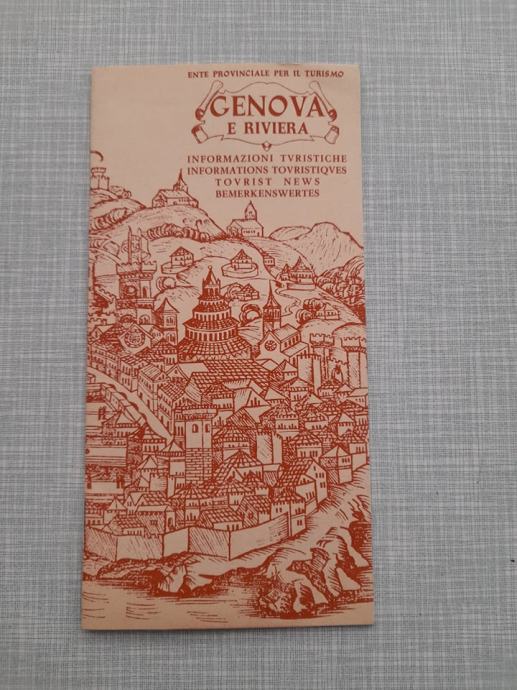 ENTE PROVINCIALE PER IL TURISMO
GENOVA
E RIVIERA
INFORMAZIONI TVRISTICHE
INFORMATIONS TOVRISTIQVES
TOVRIST NEWS
BEMERKENSWERTES